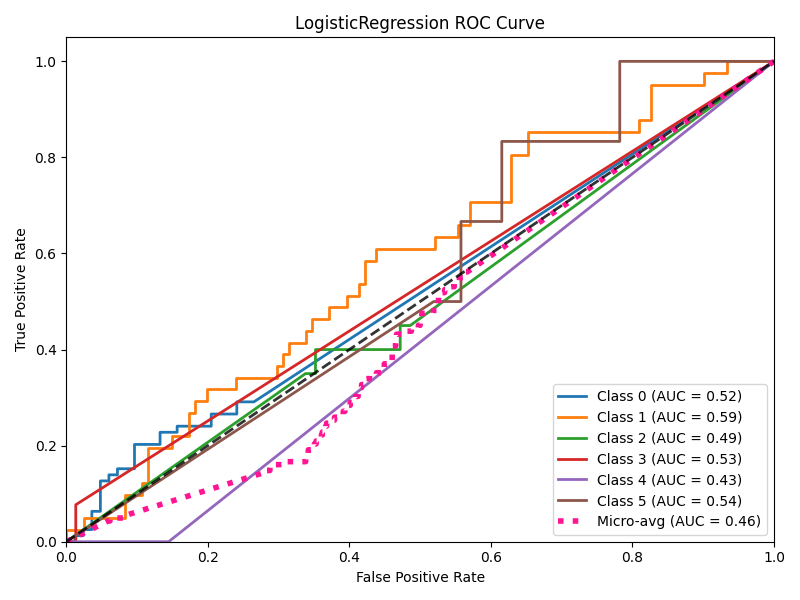 LogisticRegression ROC Curve
True Positive Rate
1.0
0.8
0.6
0.4
0.2
0.0
0.0 0.2 0.4 0.6 0.8 1.0
False Positive Rate
Class 0 (AUC = 0.52)
Class 1 (AUC = 0.59)
Class 2 (AUC = 0.49)
Class 3 (AUC = 0.53)
Class 4 (AUC = 0.43)
Class 5 (AUC = 0.54)
Micro-avg (AUC = 0.46)